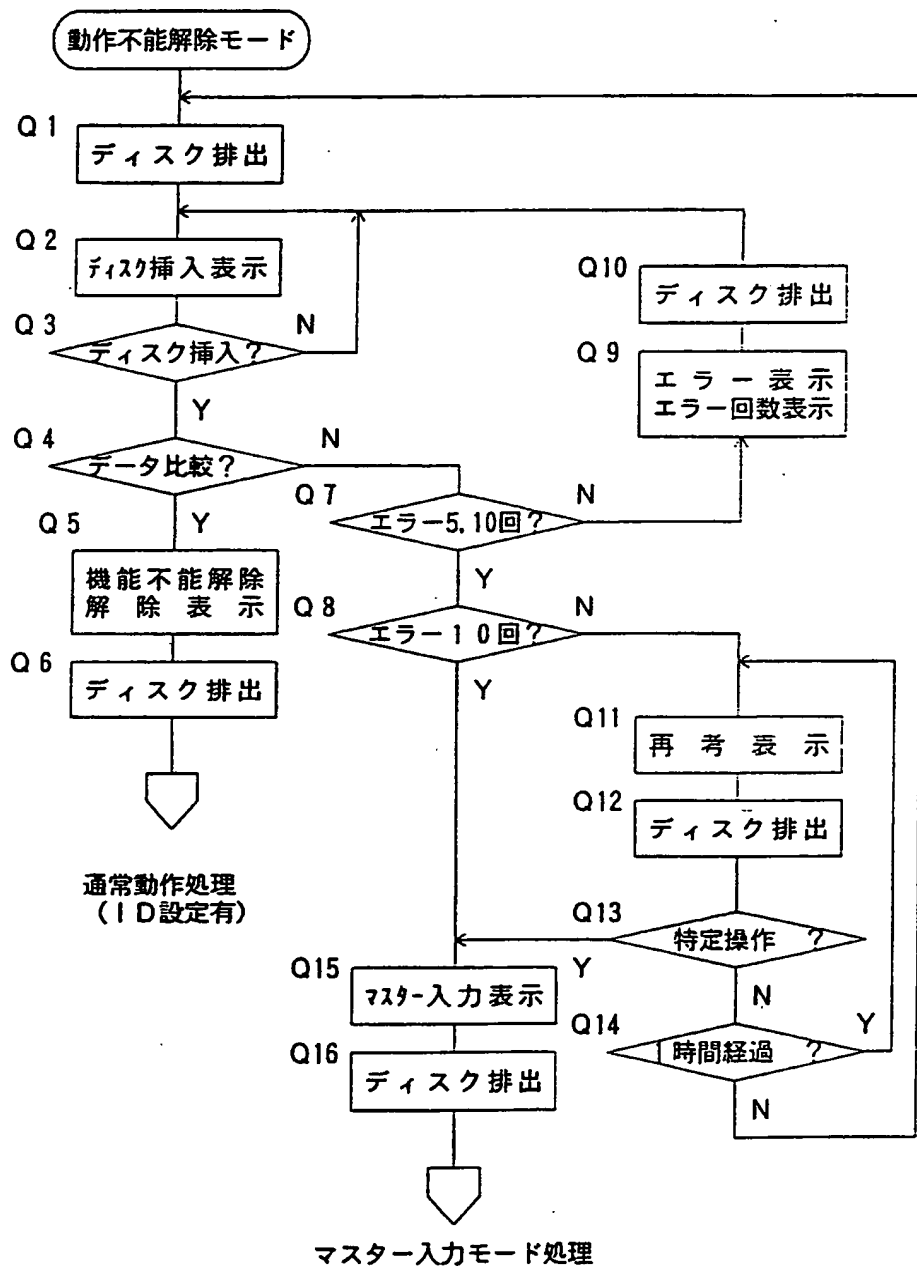 動作不能解除モード
Q1
ディスク排出
Q2
ディスク挿入表示
Q3
ディスク挿入?
N
Y
Q4
データ比較?
N
Y
Q5
機能不能解除
解除表示
Q6
ディスク排出
通常動作処理
(ID設定有)
Q7
エラー5,10回?
N
Y
Q8
エラー10回?
N
Y
Q10
ディスク排出
Q9
エラー表示
エラー回数表示
Q11
再考表示
Q12
ディスク排出
Q13
特定操作?
Y
N
Q14
時間経過?
Y
N
Q15
マスター入力表示
Q16
ディスク排出
マスター入力モード処理